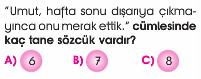 "Umut, hafta sonu dışarıya çıkma-
yınca onu merak ettik." cümlesinde
kaç tane sözcük vardır?
A) 6 B) 7 C) 8